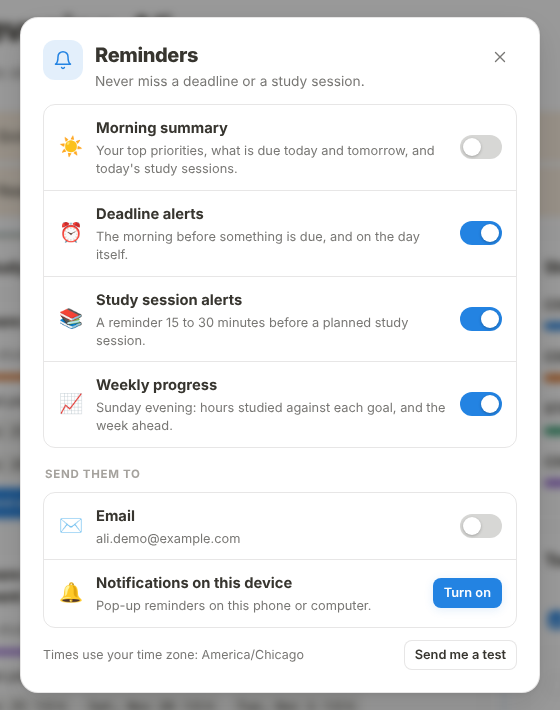 Reminders
Never miss a deadline or a study session.
Morning summary
Your top priorities, what is due today and tomorrow, and
today's study sessions.
Deadline alerts
The morning before something is due, and on the day
itself.
Study session alerts
A reminder 15 to 30 minutes before a planned study
session.
Weekly progress
Sunday evening: hours studied against each goal, and the
week ahead.
SEND THEM TO
Email
ali.demo@example.com
Notifications on this device
Pop-up reminders on this phone or computer.
Turn on
Times use your time zone: America/Chicago
Send me a test